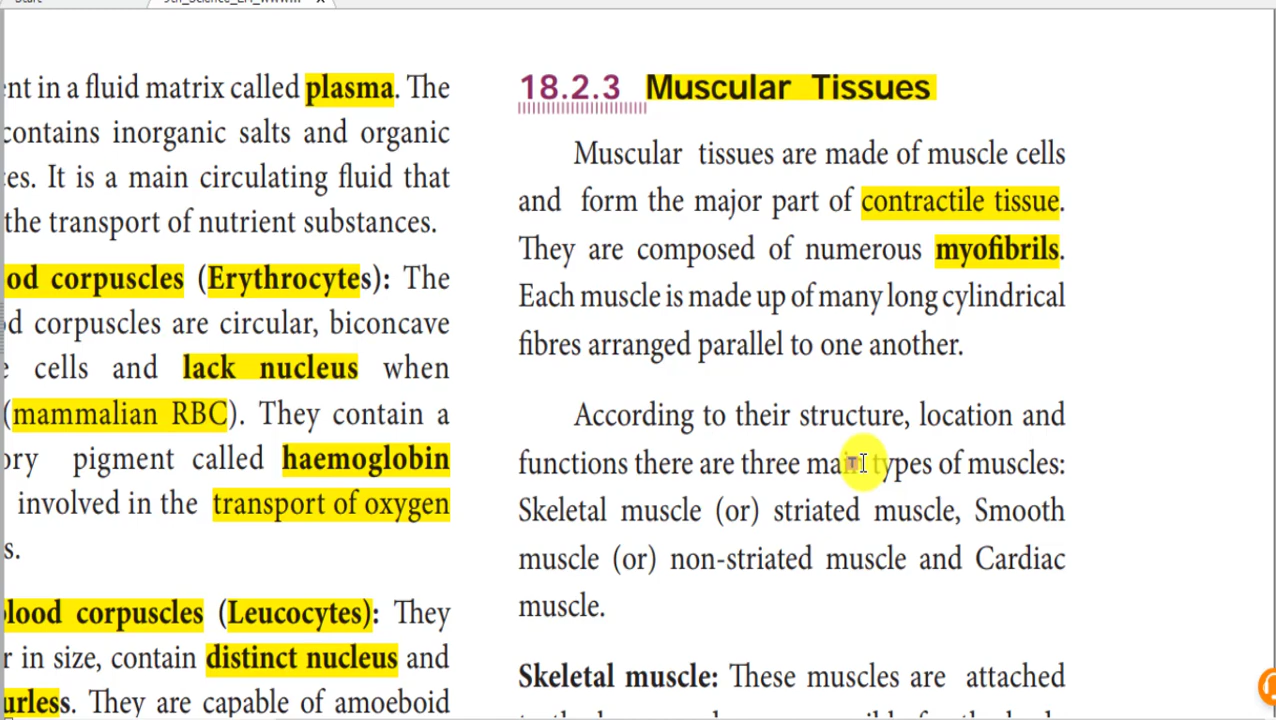 ent in a fluid matrix called plasma. The
contains inorganic salts and organic
ces. It is a main circulating fluid that
the transport of nutrient substances.
ood corpuscles (Erythrocytes): The
od corpuscles are circular, biconcave
e cells and lack nucleus when
(mammalian RBC). They contain a
ory pigment called haemoglobin
involved in the transport of oxygen
s.
blood corpuscles (Leucocytes): They
r in size, contain distinct nucleus and
urless. They are capable of amoeboid
18.2.3 Muscular Tissues
Muscular tissues are made of muscle cells
and form the major part of contractile tissue.
They are composed of numerous myofibrils.
Each muscle is made up of many long cylindrical
fibres arranged parallel to one another.
According to their structure, location and
functions there are three main types of muscles:
Skeletal muscle (or) striated muscle, Smooth
muscle (or) non-striated muscle and Cardiac
muscle.
Skeletal muscle: These muscles are attached